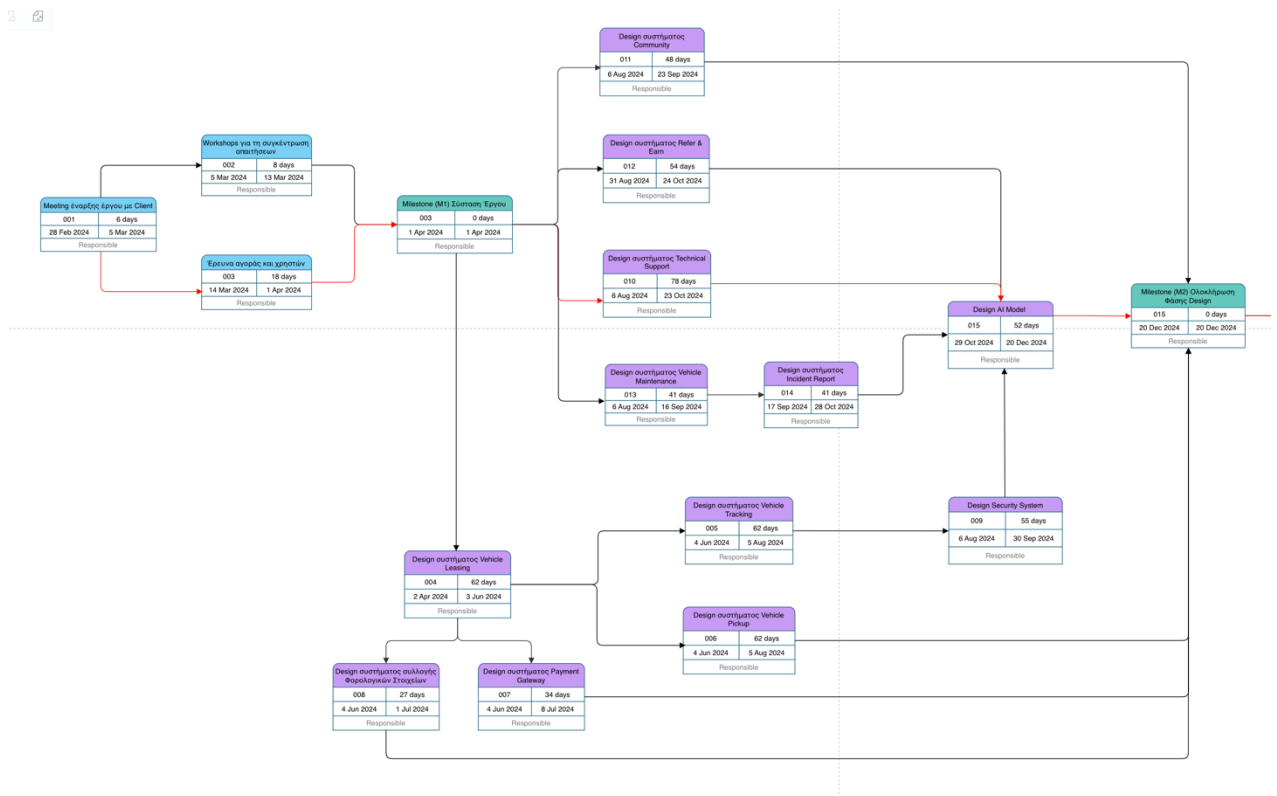 Design συστήματος
Community
011
48 days
6 Aug 2024
23 Sep 2024
Responsible
Workshops για τη συγκέντρωση
απαιτήσεων
002
8 days
5 Mar 2024
13 Mar 2024
Responsible
Design συστήματος Refer &
Earn
012
54 days
31 Aug 2024
24 Oct 2024
Responsible
Meeting έναρξης έργου με Client
001
6 days
28 Feb 2024
5 Mar 2024
Responsible
Milestone (M1) Σύσταση Έργου
003
0 days
1 Apr 2024
1 Apr 2024
Responsible
Έρευνα αγοράς και χρηστών
003
18 days
14 Mar 2024
1 Apr 2024
Responsible
Design συστήματος Technical
Support
010
78 days
6 Aug 2024
23 Oct 2024
Responsible
Milestone (M2) Ολοκλήρωση
Φάσης Design
015
0 days
20 Dec 2024
20 Dec 2024
Responsible
Design AI Model
015
52 days
29 Oct 2024
20 Dec 2024
Responsible
Design συστήματος Vehicle
Maintenance
013
41 days
6 Aug 2024
16 Sep 2024
Responsible
Design συστήματος
Incident Report
014
41 days
17 Sep 2024
28 Oct 2024
Responsible
Design συστήματος Vehicle
Tracking
005
62 days
4 Jun 2024
5 Aug 2024
Responsible
Design Security System
009
55 days
6 Aug 2024
30 Sep 2024
Responsible
Design συστήματος Vehicle
Leasing
004
62 days
2 Apr 2024
3 Jun 2024
Responsible
Design συστήματος Vehicle
Pickup
006
62 days
4 Jun 2024
5 Aug 2024
Responsible
Design συστήματος συλλογής
Φορολογικών Στοιχείων
008
27 days
4 Jun 2024
1 Jul 2024
Responsible
Design συστήματος Payment
Gateway
007
34 days
4 Jun 2024
8 Jul 2024
Responsible